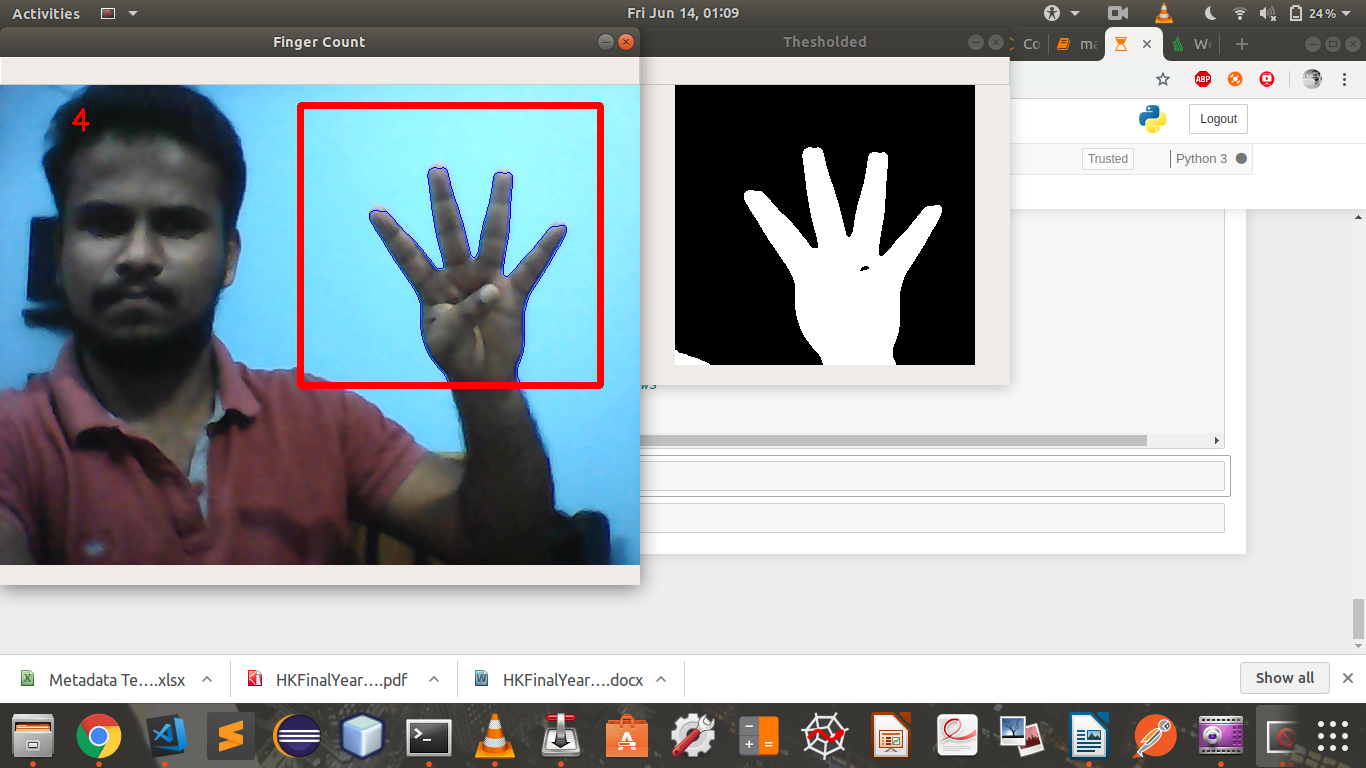 Activities
Fri Jun 14, 01:09
24%
Finger Count
Thesholded
4
Co
ma
We
ABP
Logout
Trusted
Python 3
Metadata Te....xlsx
HKFinalYear....pdf
HKFinalYear....docx
Show all